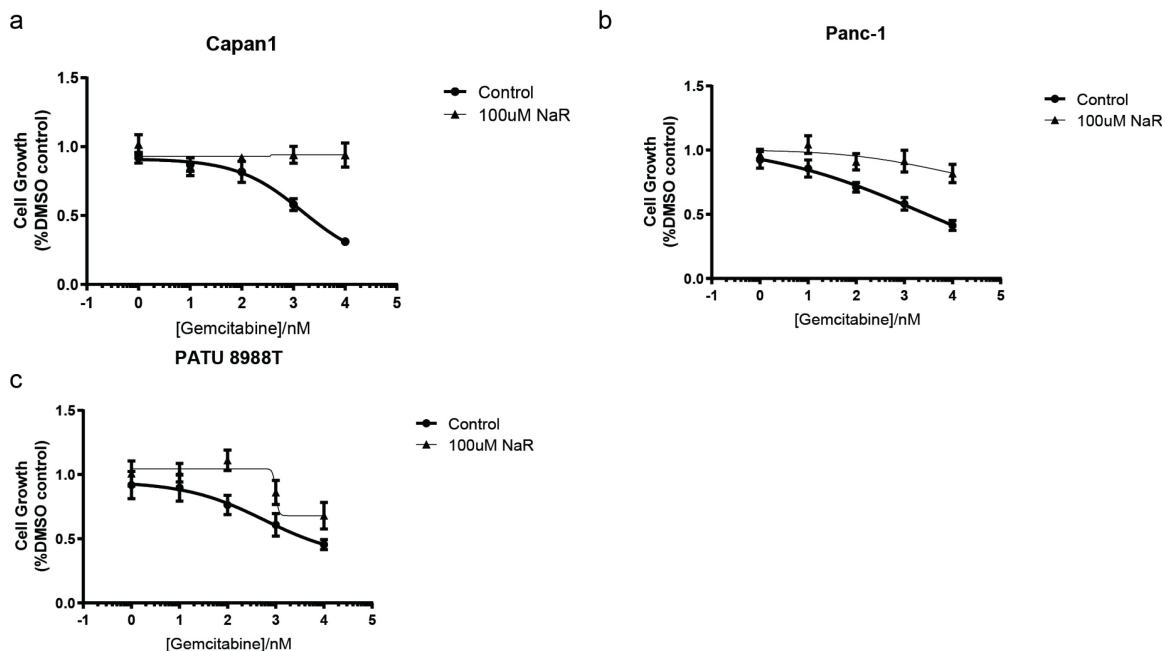 a
Capan1
Cell Growth
(%DMSO control)
1.5
1.0
0.5
0.0
-1 0 1 2 3 4 5
[Gemcitabine]/nM
Control
100uM NaR
b
Panc-1
Cell Growth
(%DMSO control)
1.5
1.0
0.5
0.0
-1 0 1 2 3 4 5
[Gemcitabine]/nM
Control
100uM NaR
c
PATU 8988T
Cell Growth
(%DMSO control)
1.5
1.0
0.5
0.0
-1 0 1 2 3 4 5
[Gemcitabine]/nM
Control
100uM NaR